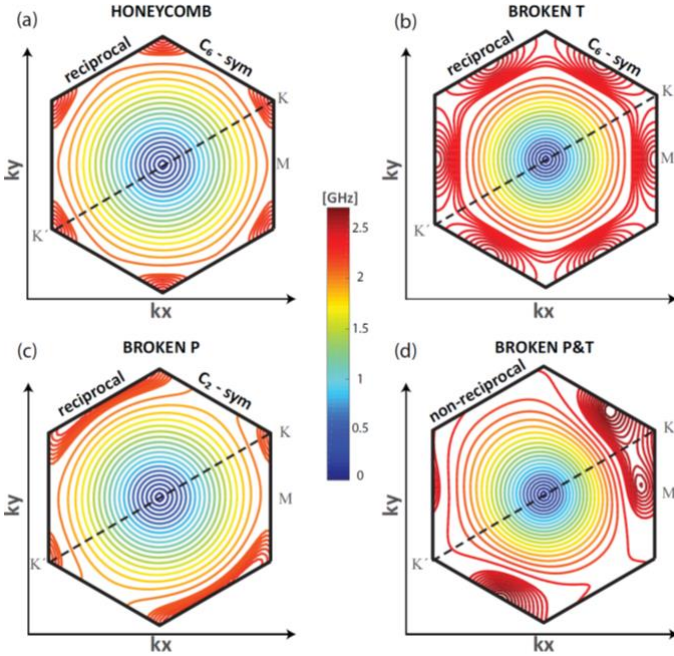 (a)
HONEYCOMB
reciprocal
C6 - sym
K
M
K´
ky
kx
(b)
BROKEN T
reciprocal
C6 - sym
K
M
K´
ky
kx
[GHz]
2.5
2
1.5
1
0.5
0
(c)
BROKEN P
reciprocal
C2 - sym
K
M
K´
ky
kx
(d)
BROKEN P&T
non-reciprocal
K
M
K´
ky
kx